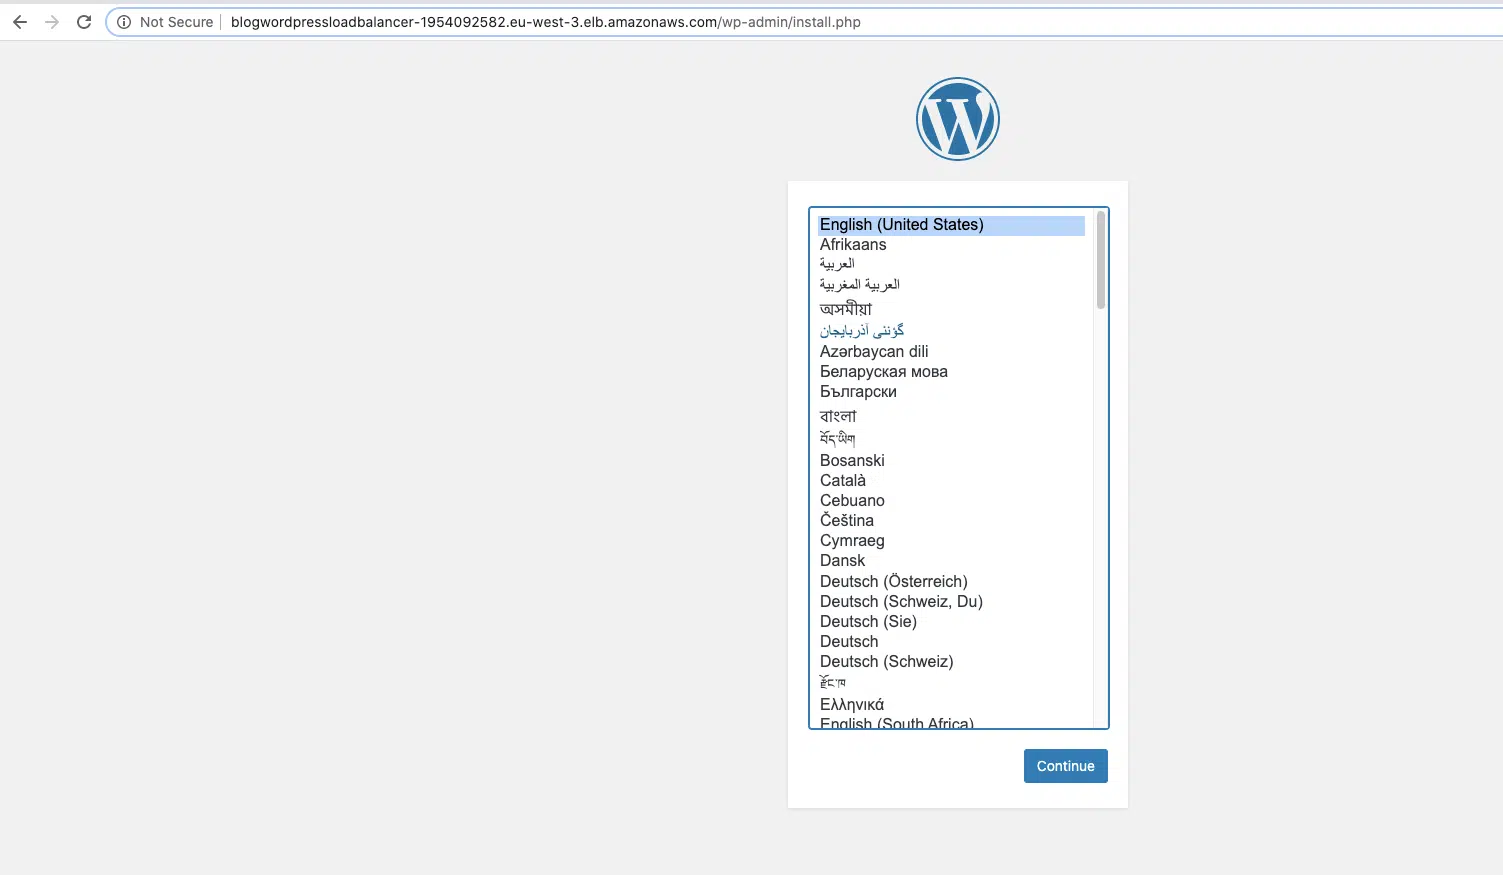 Not Secure | blogwordpressloadbalancer-1954092582.eu-west-3.elb.amazonaws.com/wp-admin/install.php
English (United States)
Afrikaans
العربية
العربية المغربية
অসমীয়া
گؤنئی آذربایجان
Azərbaycan dili
Беларуская мова
Български
বাংলা
བོད་ཡིག
Bosanski
Català
Cebuano
Čeština
Cymraeg
Dansk
Deutsch (Österreich)
Deutsch (Schweiz, Du)
Deutsch (Sie)
Deutsch
Deutsch (Schweiz)
རྫོང་ཁ
Ελληνικά
English (South Africa)
Continue